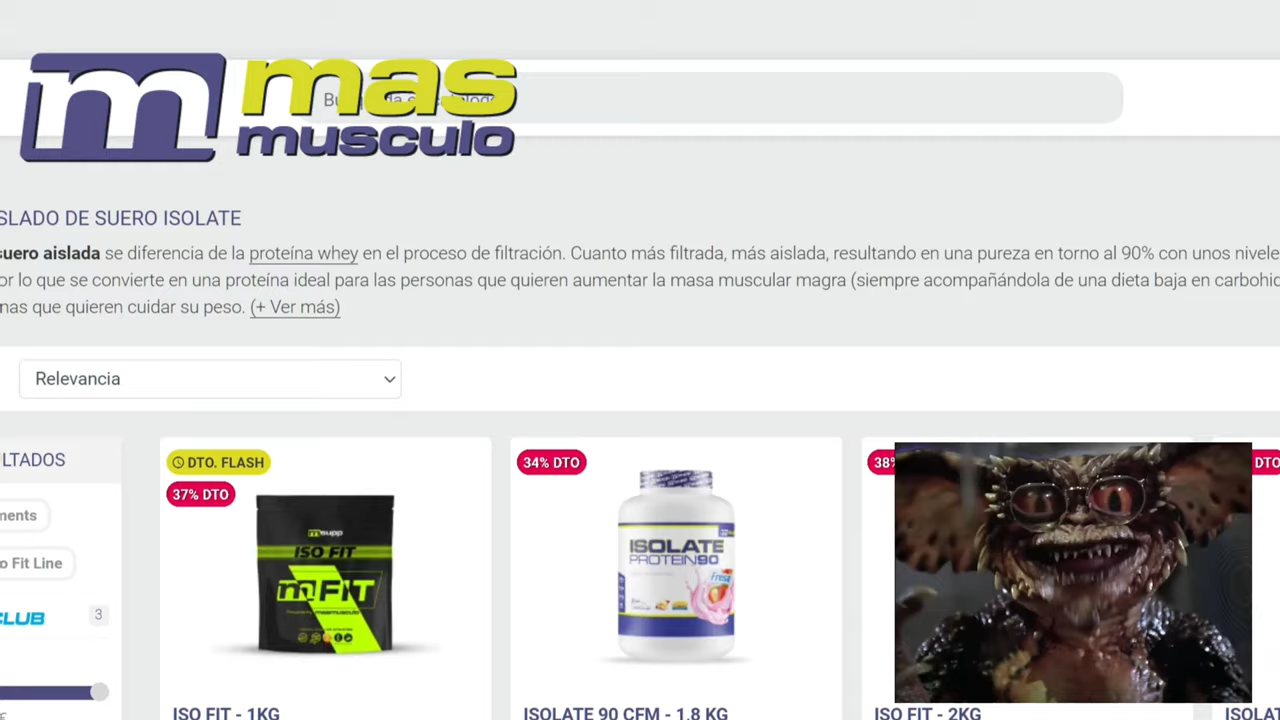 m mas
musculo
SLADO DE SUERO ISOLATE
suero aislada se diferencia de la proteína whey en el proceso de filtración. Cuanto más filtrada, más aislada, resultando en una pureza en torno al 90% con unos nivele
or lo que se convierte en una proteína ideal para las personas que quieren aumentar la masa muscular magra (siempre acompañándola de una dieta baja en carbohid
nas que quieren cuidar su peso. (+ Ver más)
Relevancia
LTADOS
ments
o Fit Line
CLUB 3
€
DTO. FLASH
37% DTO
msupp
ISO FIT
m FIT
ISO FIT - 1KG
34% DTO
ISOLATE
PROTEIN90
Fresa
ISOLATE 90 CFM - 1.8 KG
38%
ISO FIT - 2KG
DTO
ISOLAT